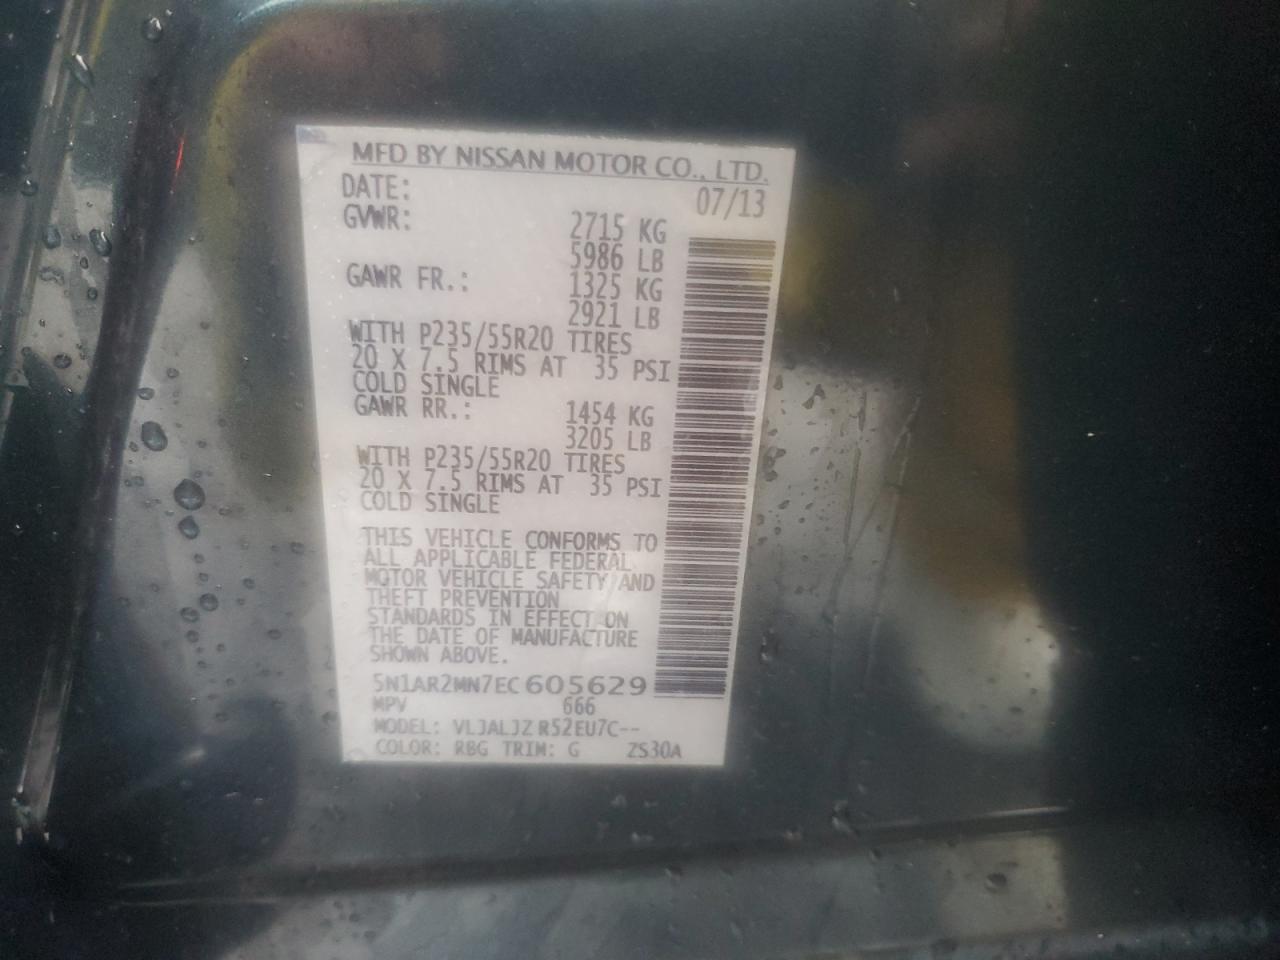 MFD BY NISSAN MOTOR CO., LTD.
DATE: 07/13
GVWR: 2715 KG
5986 LB
GAWR FR.: 1325 KG
2921 LB
WITH P235/55R20 TIRES
20 X 7.5 RIMS AT 35 PSI
COLD SINGLE
GAWR RR.: 1454 KG
3205 LB
WITH P235/55R20 TIRES
20 X 7.5 RIMS AT 35 PSI
COLD SINGLE
THIS VEHICLE CONFORMS TO
ALL APPLICABLE FEDERAL
MOTOR VEHICLE SAFETY AND
THEFT PREVENTION
STANDARDS IN EFFECT ON
THE DATE OF MANUFACTURE
SHOWN ABOVE.
5N1AR2MN7EC605629
MPV 666
MODEL: VLJALJZ R52EU7C--
COLOR: RBG TRIM: G ZS30A